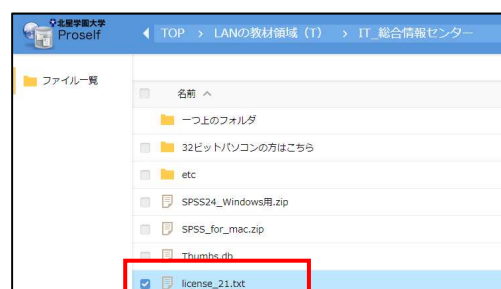 北星学園大学
Proself
TOP > LANの教材領域（T） > IT_総合情報センター
ファイル一覧
名前
一つ上のフォルダ
32ビットパソコンの方はこちら
etc
SPSS24_Windows用.zip
SPSS_for_mac.zip
Thumbs.db
license_21.txt